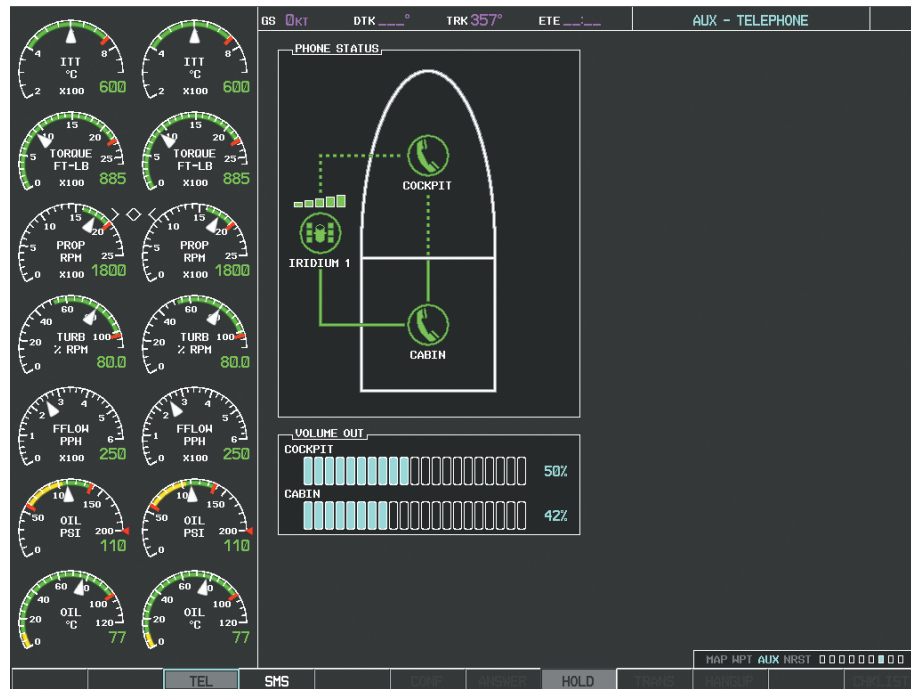 GS 0KT DTK ___° TRK 357° ETE __:__ AUX - TELEPHONE
4 8 ITT °C 2 X100 600
4 8 ITT °C 2 X100 600
10 15 20 TORQUE FT-LB 5 25 0 X100 885
10 15 20 TORQUE FT-LB 5 25 0 X100 885
10 15 20 PROP RPM 5 25 0 X100 1800
10 15 20 PROP RPM 5 25 0 X100 1800
40 60 TURB % RPM 100 20 0 80.0
40 60 TURB % RPM 100 20 0 80.0
2 3 4 5 FFLOW PPH 1 6 0 X100 250
2 3 4 5 FFLOW PPH 1 6 0 X100 250
50 150 OIL PSI 200 0 110
50 150 OIL PSI 200 0 110
40 60 100 OIL °C 20 120 0 77
40 60 100 OIL °C 20 120 0 77
PHONE STATUS
COCKPIT
IRIDIUM 1
CABIN
VOLUME OUT
COCKPIT
50%
CABIN
42%
MAP WPT AUX NRST
TEL SMS CONF ANSWER HOLD TRANS HANGUP CHKLIST